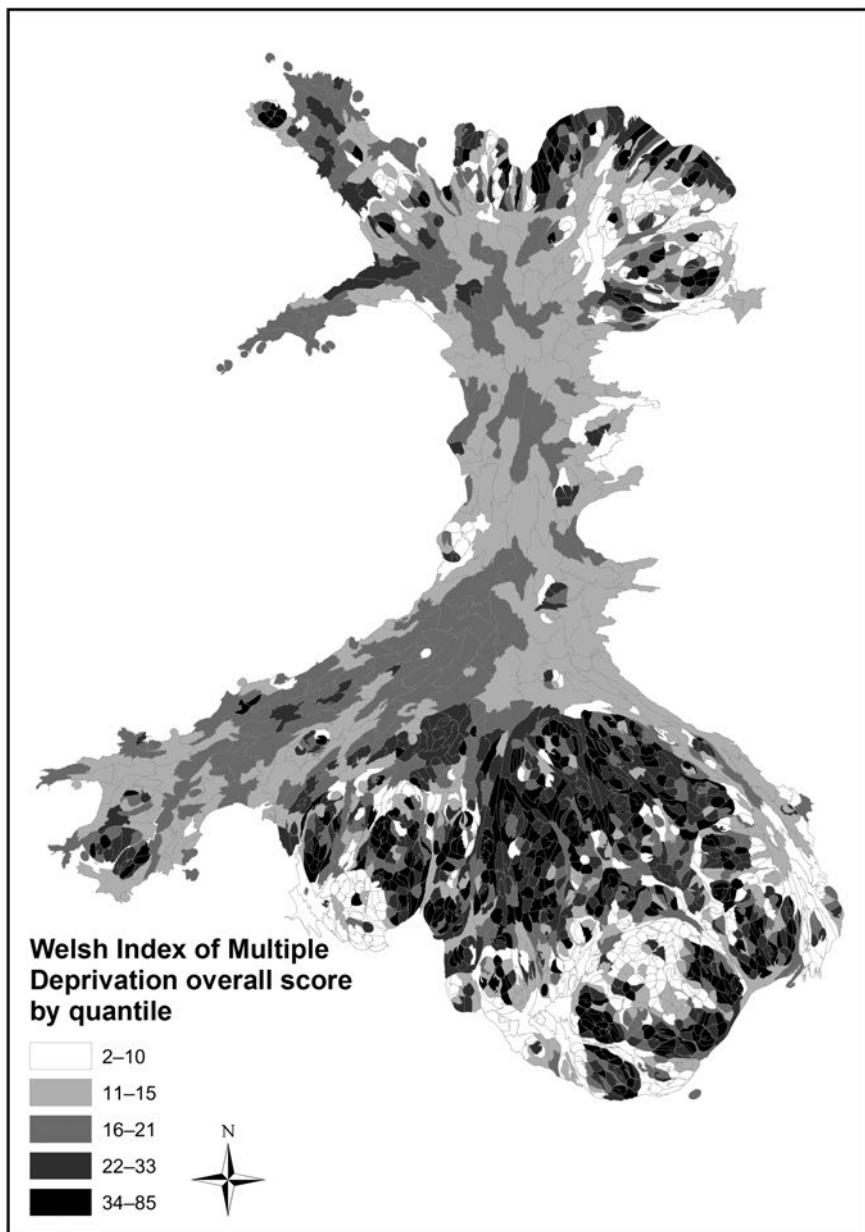 Welsh Index of Multiple
Deprivation overall score
by quantile
2–10
11–15
16–21
22–33
34–85
N